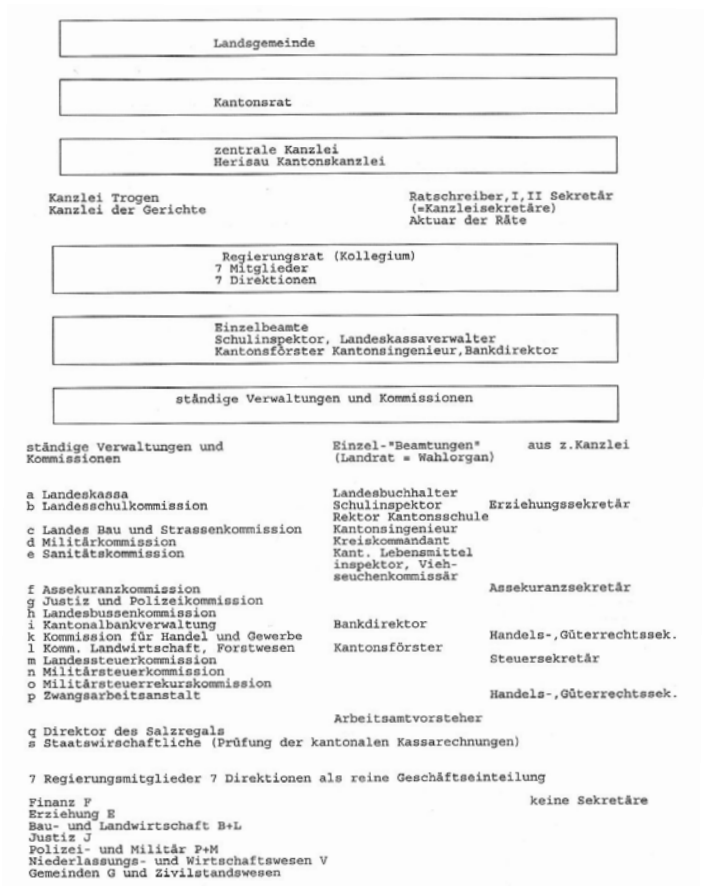 Landsgemeinde
Kantonsrat
zentrale Kanzlei
Herisau Kantonskanzlei
Kanzlei Trogen
Kanzlei der Gerichte
Ratschreiber,I,II Sekretär
(=Kanzleisekretäre)
Aktuar der Räte
Regierungsrat (Kollegium)
7 Mitglieder
7 Direktionen
Einzelbeamte
Schulinspektor, Landeskassaverwalter
Kantonsförster Kantonsingenieur,Bankdirektor
ständige Verwaltungen und Kommissionen
ständige Verwaltungen und Einzel-"Beamtungen" aus z.Kanzlei
Kommissionen (Landrat = Wahlorgan)
a Landeskassa Landesbuchhalter
b Landesschulkommission Schulinspektor Erziehungssekretär
Rektor Kantonsschule
c Landes Bau und Strassenkommission Kantonsingenieur
d Militärkommission Kreiskommandant
e Sanitätskommission Kant. Lebensmittel
inspektor, Vieh-
seuchenkommissär
f Assekuranzkommission Assekuranzsekretär
g Justiz und Polizeikommission
h Landesbussenkommission
i Kantonalbankverwaltung Bankdirektor
k Kommission für Handel und Gewerbe Handels-,Güterrechtssek.
l Komm. Landwirtschaft, Forstwesen Kantonsförster
m Landessteuerkommission Steuersekretär
n Militärsteuerkommission
o Militärsteuerrekurskommission
p Zwangsarbeitsanstalt Handels-,Güterrechtssek.
Arbeitsamtvorsteher
q Direktor des Salzregals
s Staatswirschaftliche (Prüfung der kantonalen Kassarechnungen)
7 Regierungsmitglieder 7 Direktionen als reine Geschäftseinteilung
Finanz F keine Sekretäre
Erziehung E
Bau- und Landwirtschaft B+L
Justiz J
Polizei- und Militär P+M
Niederlassungs- und Wirtschaftswesen V
Gemeinden G und Zivilstandswesen